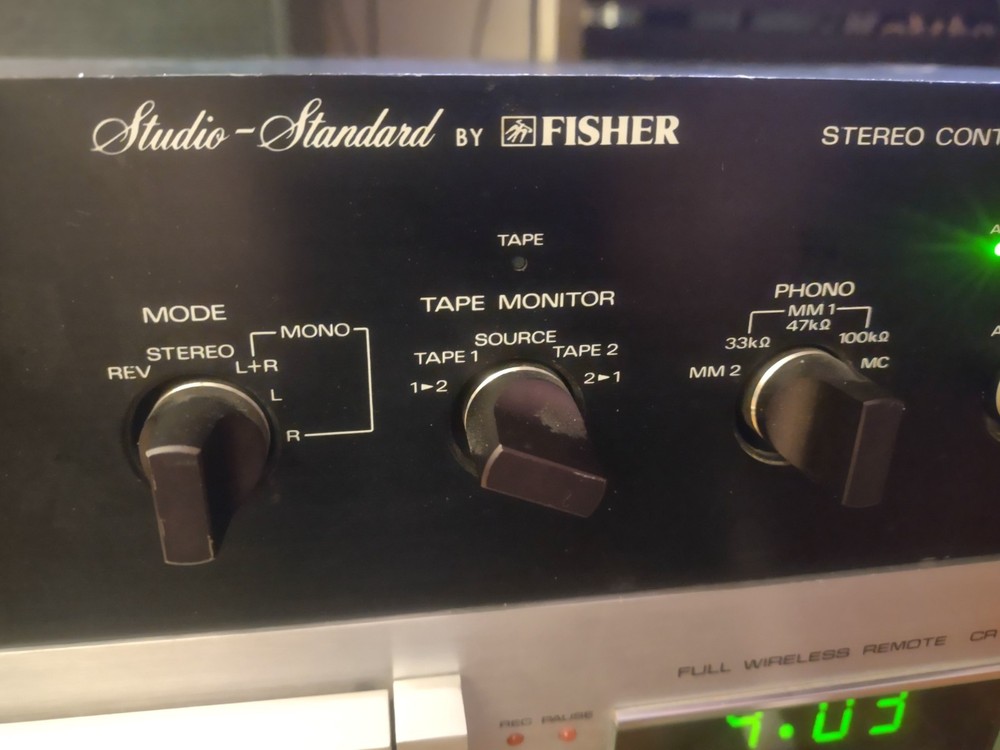 Studio-Standard BY FISHER
STEREO CONT
TAPE
MODE
STEREO
REV
MONO
L+R
L
R
TAPE MONITOR
SOURCE
TAPE 1
TAPE 2
1►2
2►1
PHONO
MM 1
33kΩ
47kΩ
100kΩ
MM 2
MC
A
A
FULL WIRELESS REMOTE CR
REC PAUSE